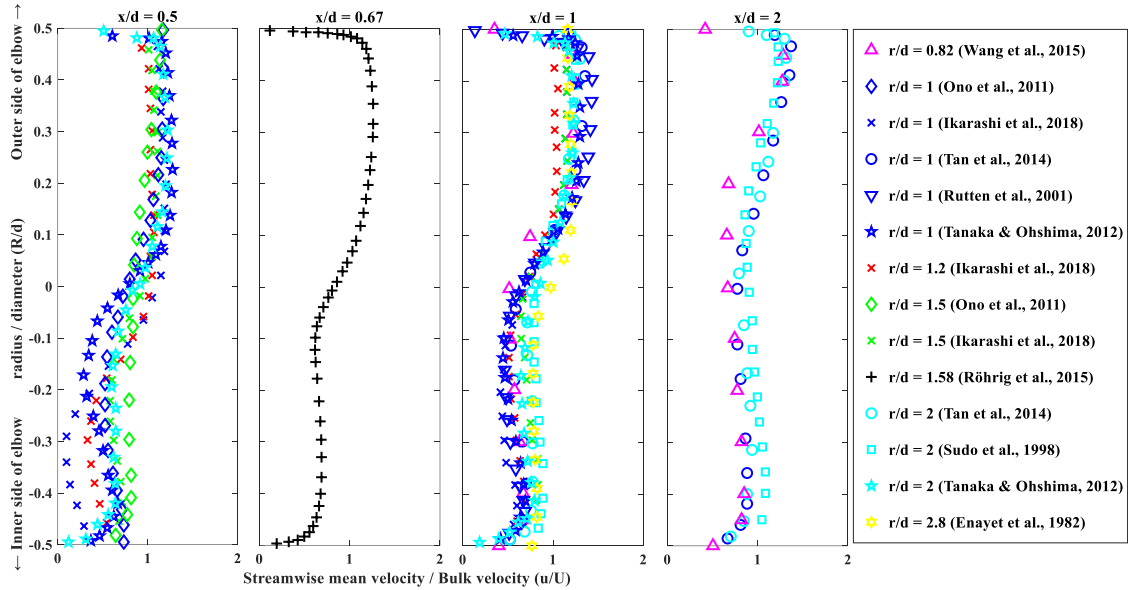 x/d = 0.5
x/d = 0.67
x/d = 1
x/d = 2
← Inner side of elbow radius / diameter (R/d) Outer side of elbow →
0.5
0.4
0.3
0.2
0.1
0
-0.1
-0.2
-0.3
-0.4
-0.5
0 1 2
0 1 2
0 1 2
0 1 2
Streamwise mean velocity / Bulk velocity (u/U)
r/d = 0.82 (Wang et al., 2015)
r/d = 1 (Ono et al., 2011)
r/d = 1 (Ikarashi et al., 2018)
r/d = 1 (Tan et al., 2014)
r/d = 1 (Rutten et al., 2001)
r/d = 1 (Tanaka & Ohshima, 2012)
r/d = 1.2 (Ikarashi et al., 2018)
r/d = 1.5 (Ono et al., 2011)
r/d = 1.5 (Ikarashi et al., 2018)
r/d = 1.58 (Röhrig et al., 2015)
r/d = 2 (Tan et al., 2014)
r/d = 2 (Sudo et al., 1998)
r/d = 2 (Tanaka & Ohshima, 2012)
r/d = 2.8 (Enayet et al., 1982)